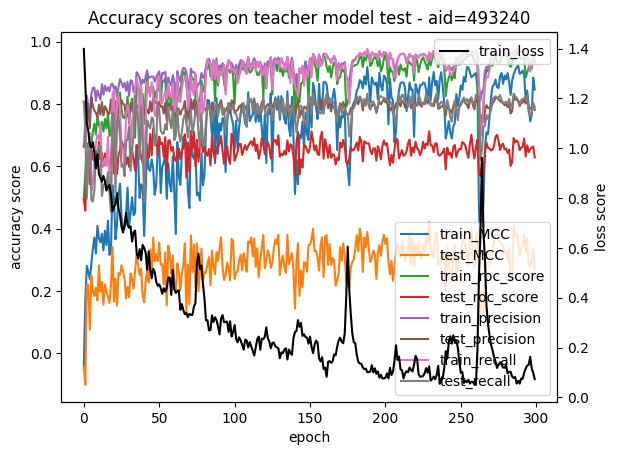 Accuracy scores on teacher model test - aid=493240
1.0
0.8
0.6
0.4
0.2
0.0
accuracy score
1.4
1.2
1.0
0.8
0.6
0.4
0.2
0.0
loss score
0
50
100
150
200
250
300
epoch
train_loss
train_MCC
test_MCC
train_roc_score
test_roc_score
train_precision
test_precision
train_recall
test_recall